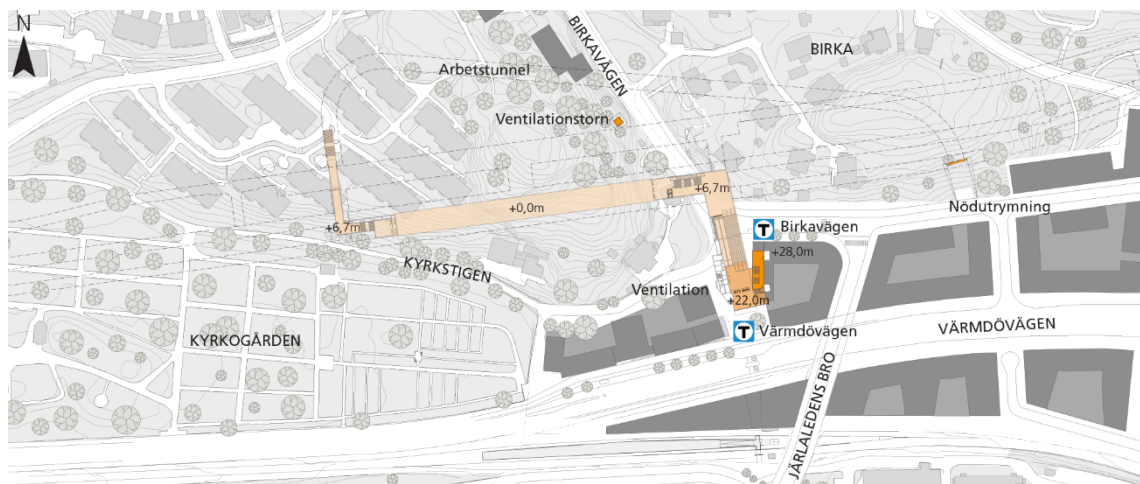 N
BIRKAVÄGEN
BIRKA
Arbetstunnel
Ventilationstorn
+6,7m
+0,0m
Nödutrymning
+6,7m
T Birkavägen
+28,0m
KYRKSTIGEN
Ventilation
+22,0m
T Värmdövägen
VÄRMDÖVÄGEN
KYRKOGÅRDEN
JÄRLALEDENS BRO